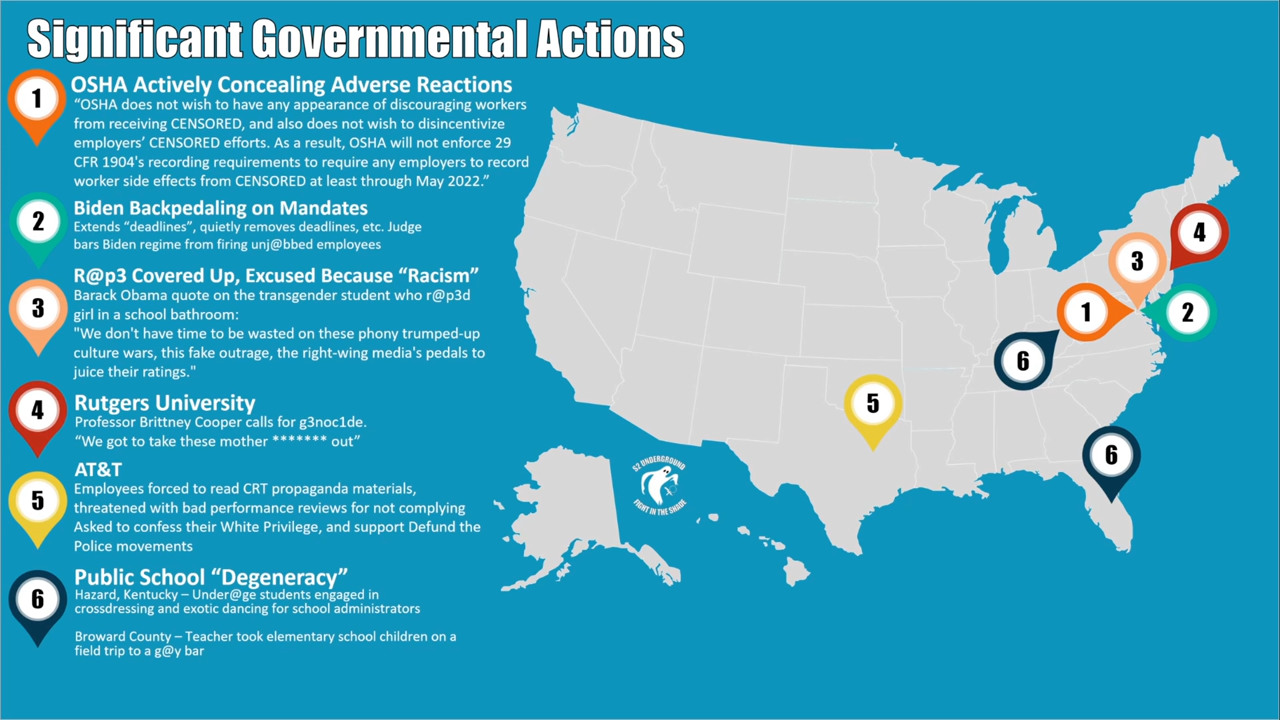 Significant Governmental Actions
1
OSHA Actively Concealing Adverse Reactions
“OSHA does not wish to have any appearance of discouraging workers
from receiving CENSORED, and also does not wish to disincentivize
employers’ CENSORED efforts. As a result, OSHA will not enforce 29
CFR 1904's recording requirements to require any employers to record
worker side effects from CENSORED at least through May 2022.”
2
Biden Backpedaling on Mandates
Extends “deadlines”, quietly removes deadlines, etc. Judge
bars Biden regime from firing unj@bbed employees
3
R@p3 Covered Up, Excused Because “Racism”
Barack Obama quote on the transgender student who r@p3d
girl in a school bathroom:
"We don't have time to be wasted on these phony trumped-up
culture wars, this fake outrage, the right-wing media's pedals to
juice their ratings."
4
Rutgers University
Professor Brittney Cooper calls for g3noc1de.
“We got to take these mother ******* out”
5
AT&T
Employees forced to read CRT propaganda materials,
threatened with bad performance reviews for not complying
Asked to confess their White Privilege, and support Defund the
Police movements
6
Public School “Degeneracy”
Hazard, Kentucky – Under@ge students engaged in
crossdressing and exotic dancing for school administrators
Broward County – Teacher took elementary school children on a
field trip to a g@y bar
4
3
1
2
6
5
6
S2 UNDERGROUND
FIGHT IN THE SHADE